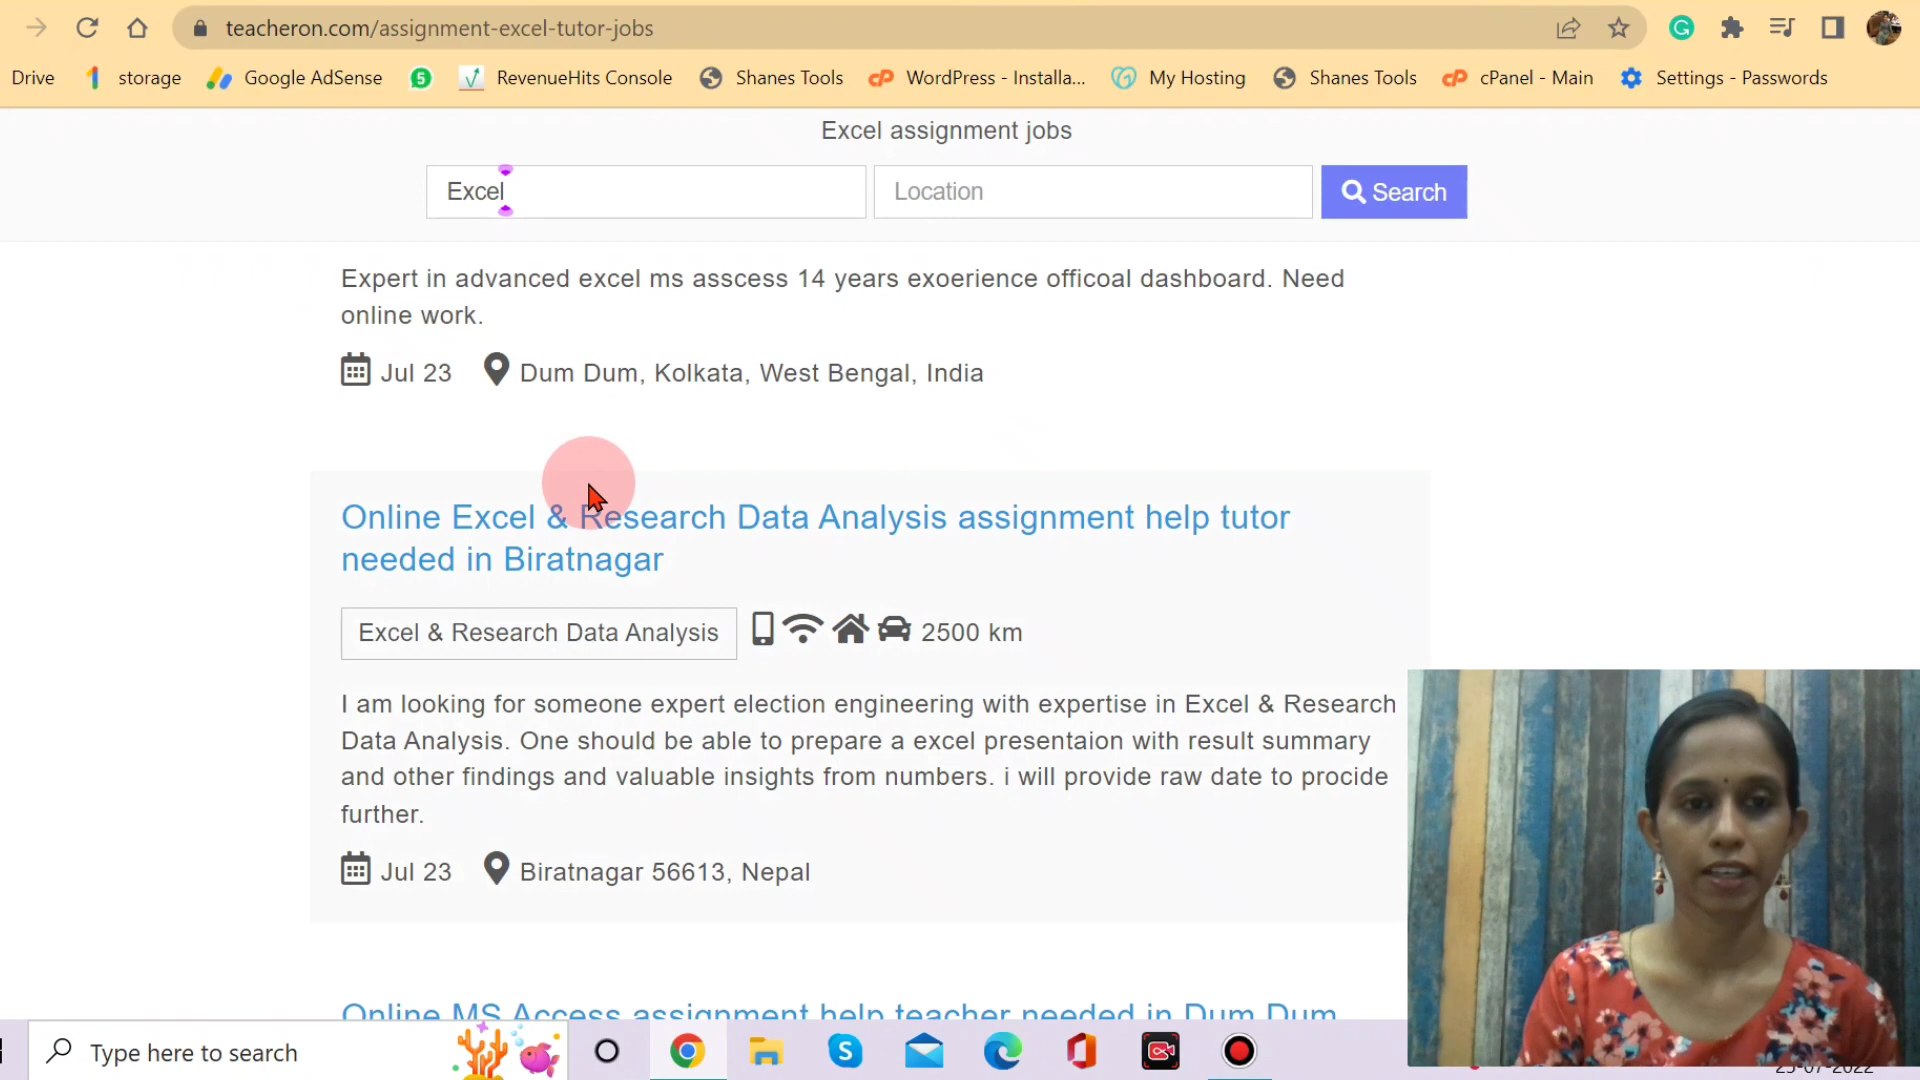 teacheron.com/assignment-excel-tutor-jobs
Drive storage Google AdSense RevenueHits Console Shanes Tools WordPress - Installa... My Hosting Shanes Tools cPanel - Main Settings - Passwords
Excel assignment jobs
Excel Location Search
Expert in advanced excel ms asscess 14 years exoerience officoal dashboard. Need
online work.
Jul 23 Dum Dum, Kolkata, West Bengal, India
Online Excel & Research Data Analysis assignment help tutor
needed in Biratnagar
Excel & Research Data Analysis 2500 km
I am looking for someone expert election engineering with expertise in Excel & Research
Data Analysis. One should be able to prepare a excel presentaion with result summary
and other findings and valuable insights from numbers. i will provide raw date to procide
further.
Jul 23 Biratnagar 56613, Nepal
Online MS Access assignment help teacher needed in Dum Dum
Type here to search
25-07-2022